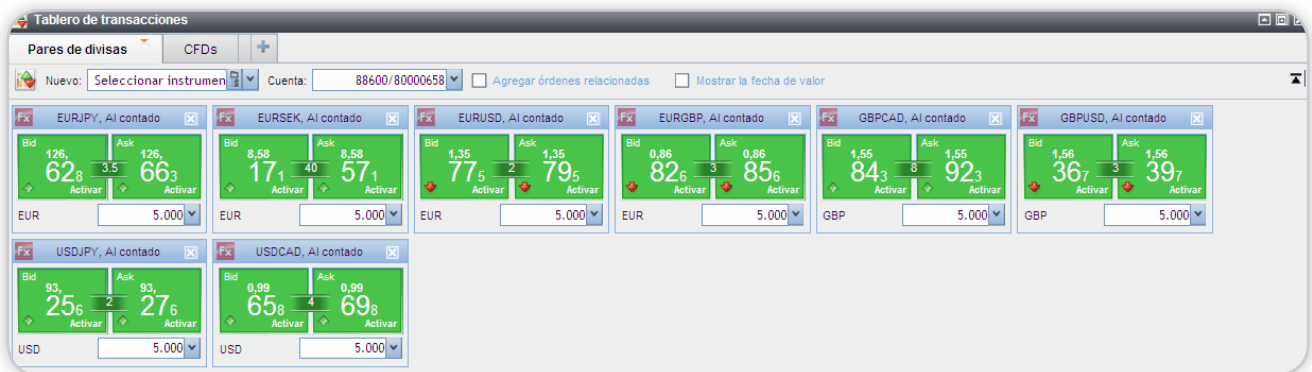 Tablero de transacciones
Pares de divisas CFDs
Nuevo: Seleccionar instrumen Cuenta: 88600/80000658 Agregar órdenes relacionadas Mostrar la fecha de valor
Fx EURJPY, Al contado Fx EURSEK, Al contado Fx EURUSD, Al contado Fx EURGBP, Al contado Fx GBPCAD, Al contado Fx GBPUSD, Al contado
Bid Ask Bid Ask Bid Ask Bid Ask Bid Ask Bid Ask
126, 126, 8,58 8,58 1,35 1,35 0,86 0,86 1,55 1,55 1,56 1,56
628 3.5 663 171 40 571 775 2 795 826 3 856 843 8 923 367 3 397
Activar Activar Activar Activar Activar Activar Activar Activar Activar Activar Activar Activar
EUR 5.000 EUR 5.000 EUR 5.000 EUR 5.000 GBP 5.000 GBP 5.000
Fx USDJPY, Al contado Fx USDCAD, Al contado
Bid Ask Bid Ask
93, 93, 0,99 0,99
256 2 276 658 4 698
Activar Activar Activar Activar
USD 5.000 USD 5.000